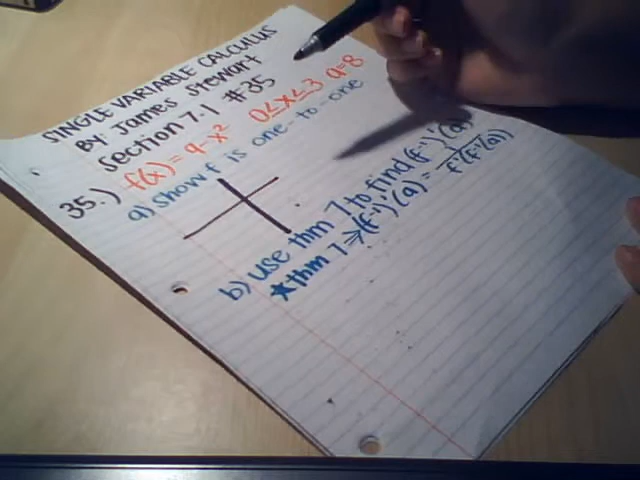 SINGLE VARIABLE CALCULUS
By: James Stewart
Section 7.1 #35
35.) f(x) = 9-x² 0≤x≤3 a=8
a) Show f is one-to-one
b) use thm 7 to find (f⁻¹)'(a)
*thm 7 ⇒ (f⁻¹)'(a) = 1/f'(f⁻¹(a))